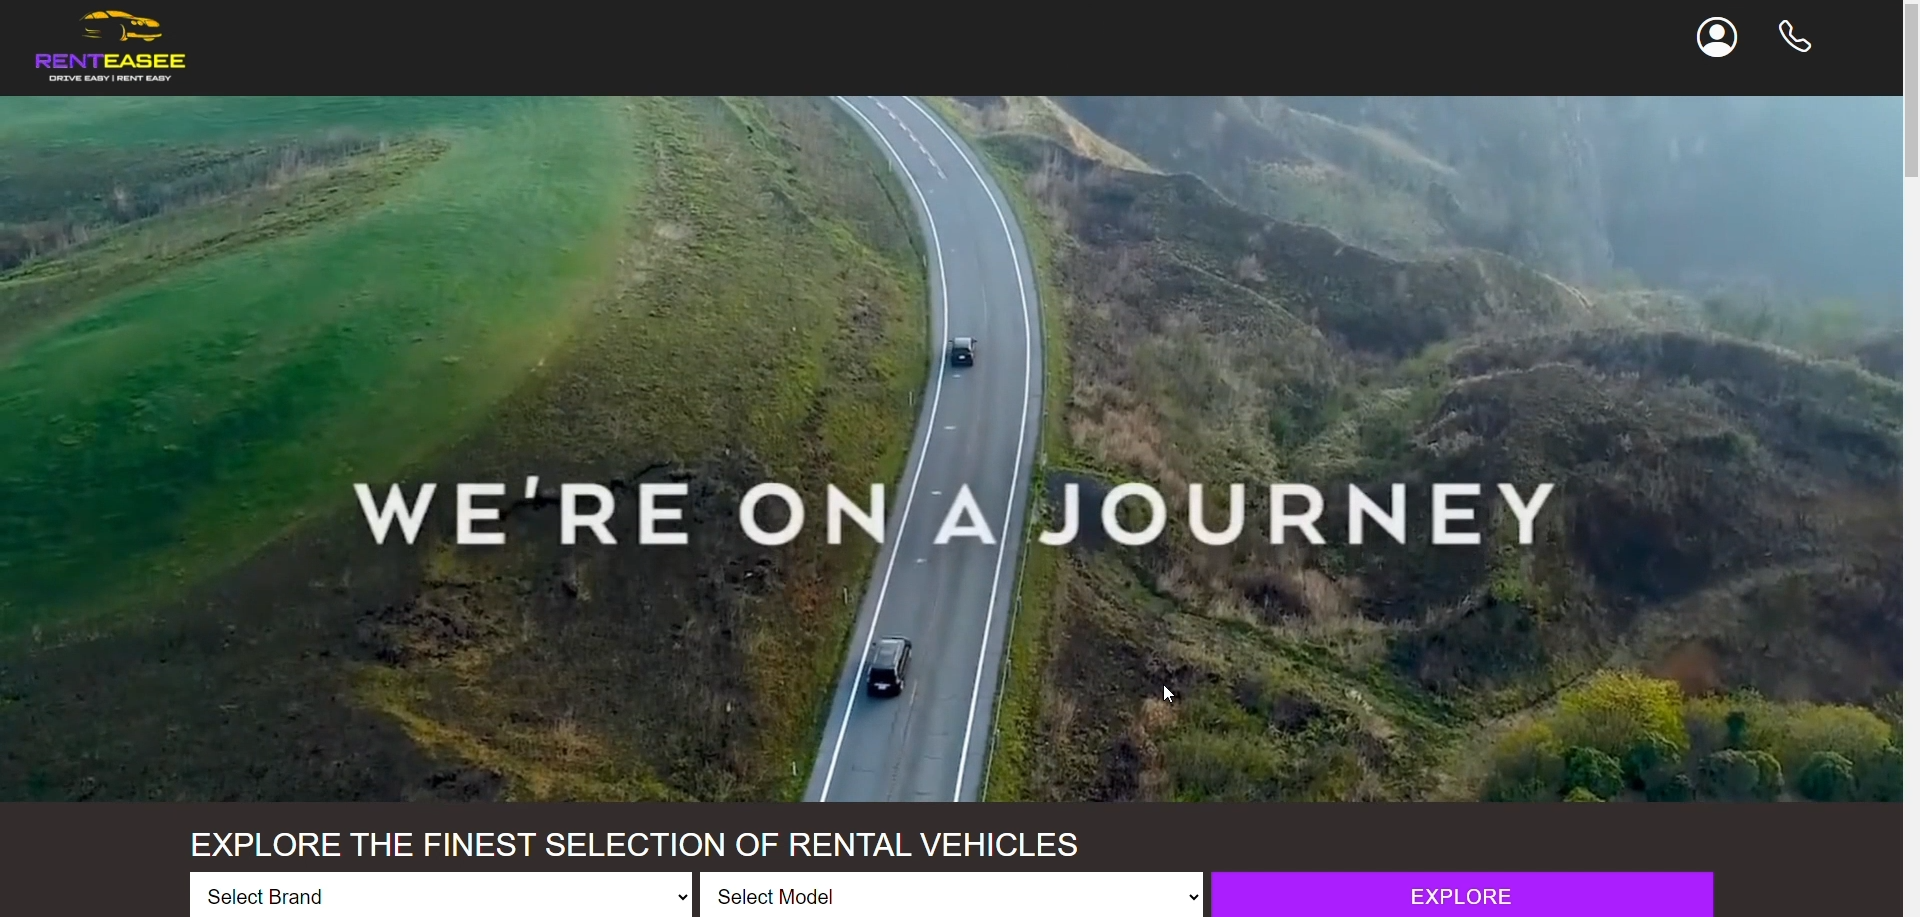 RENTEASEE
DRIVE EASY | RENT EASY
WE'RE ON A JOURNEY
EXPLORE THE FINEST SELECTION OF RENTAL VEHICLES
Select Brand
Select Model
EXPLORE